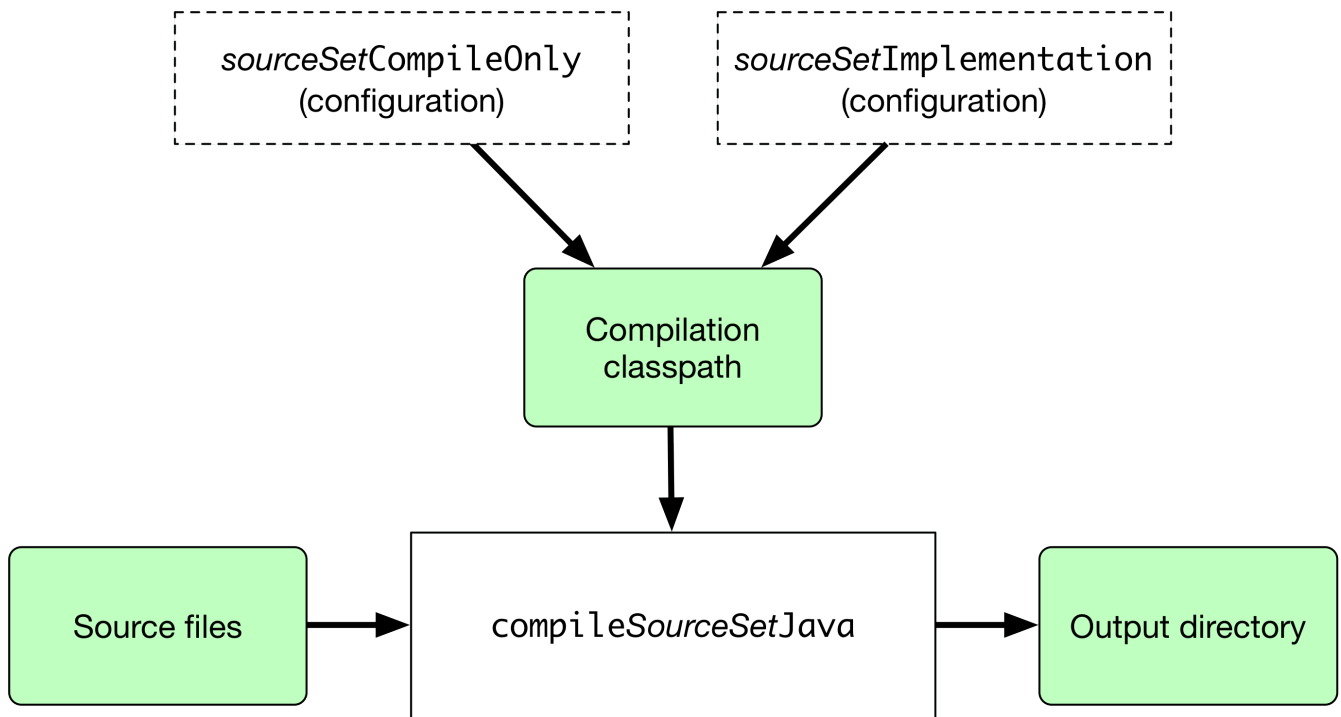 sourceSetCompileOnly
(configuration)
sourceSetImplementation
(configuration)
Compilation
classpath
Source files
compileSourceSetJava
Output directory